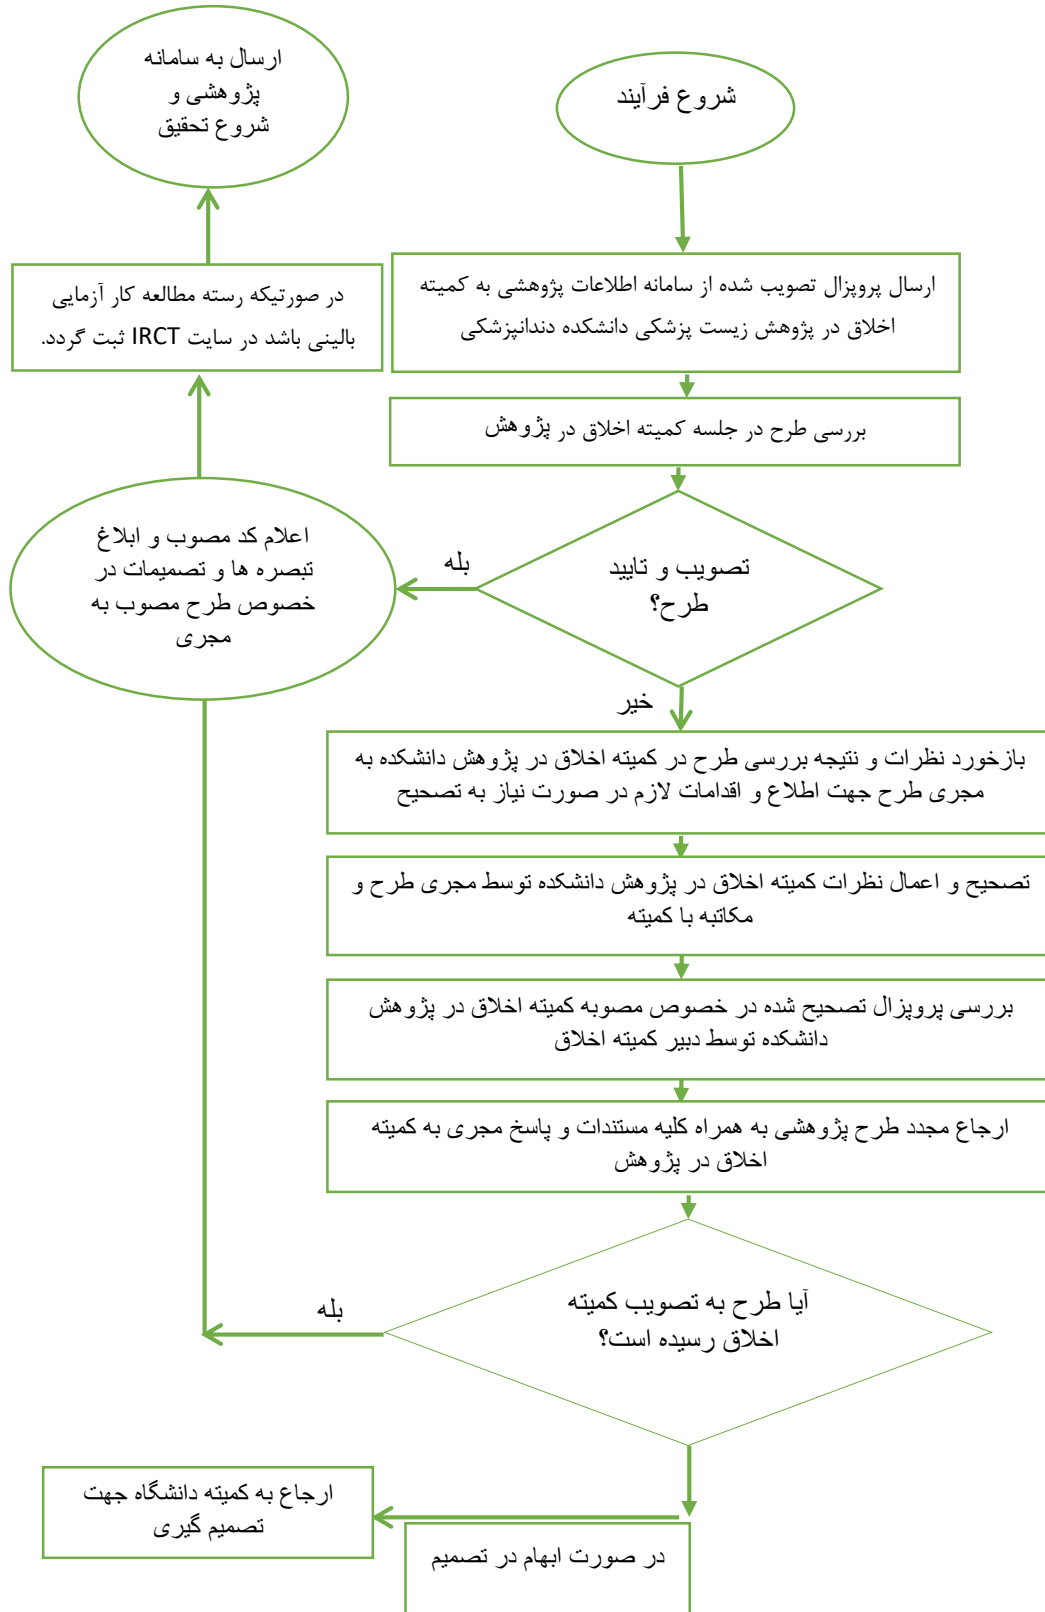 شروع فرآیند
ارسال پروپزال تصویب شده از سامانه اطلاعات پژوهشی به کمیته
اخلاق در پژوهش زیست پزشکی دانشکده دندانپزشکی
بررسی طرح در جلسه کمیته اخلاق در پژوهش
تصویب و تایید
طرح؟
بله
اعلام کد مصوب و ابلاغ
تبصره ها و تصمیمات در
خصوص طرح مصوب به
مجری
در صورتیکه رسته مطالعه کار آزمایی
بالینی باشد در سایت IRCT ثبت گردد.
ارسال به سامانه
پژوهشی و
شروع تحقیق
خیر
بازخورد نظرات و نتیجه بررسی طرح در کمیته اخلاق در پژوهش دانشکده به
مجری طرح جهت اطلاع و اقدامات لازم در صورت نیاز به تصحیح
تصحیح و اعمال نظرات کمیته اخلاق در پژوهش دانشکده توسط مجری طرح و
مکاتبه با کمیته
بررسی پروپزال تصحیح شده در خصوص مصوبه کمیته اخلاق در پژوهش
دانشکده توسط دبیر کمیته اخلاق
ارجاع مجدد طرح پژوهشی به همراه کلیه مستندات و پاسخ مجری به کمیته
اخلاق در پژوهش
آیا طرح به تصویب کمیته
اخلاق رسیده است؟
بله
در صورت ابهام در تصمیم
ارجاع به کمیته دانشگاه جهت
تصمیم گیری